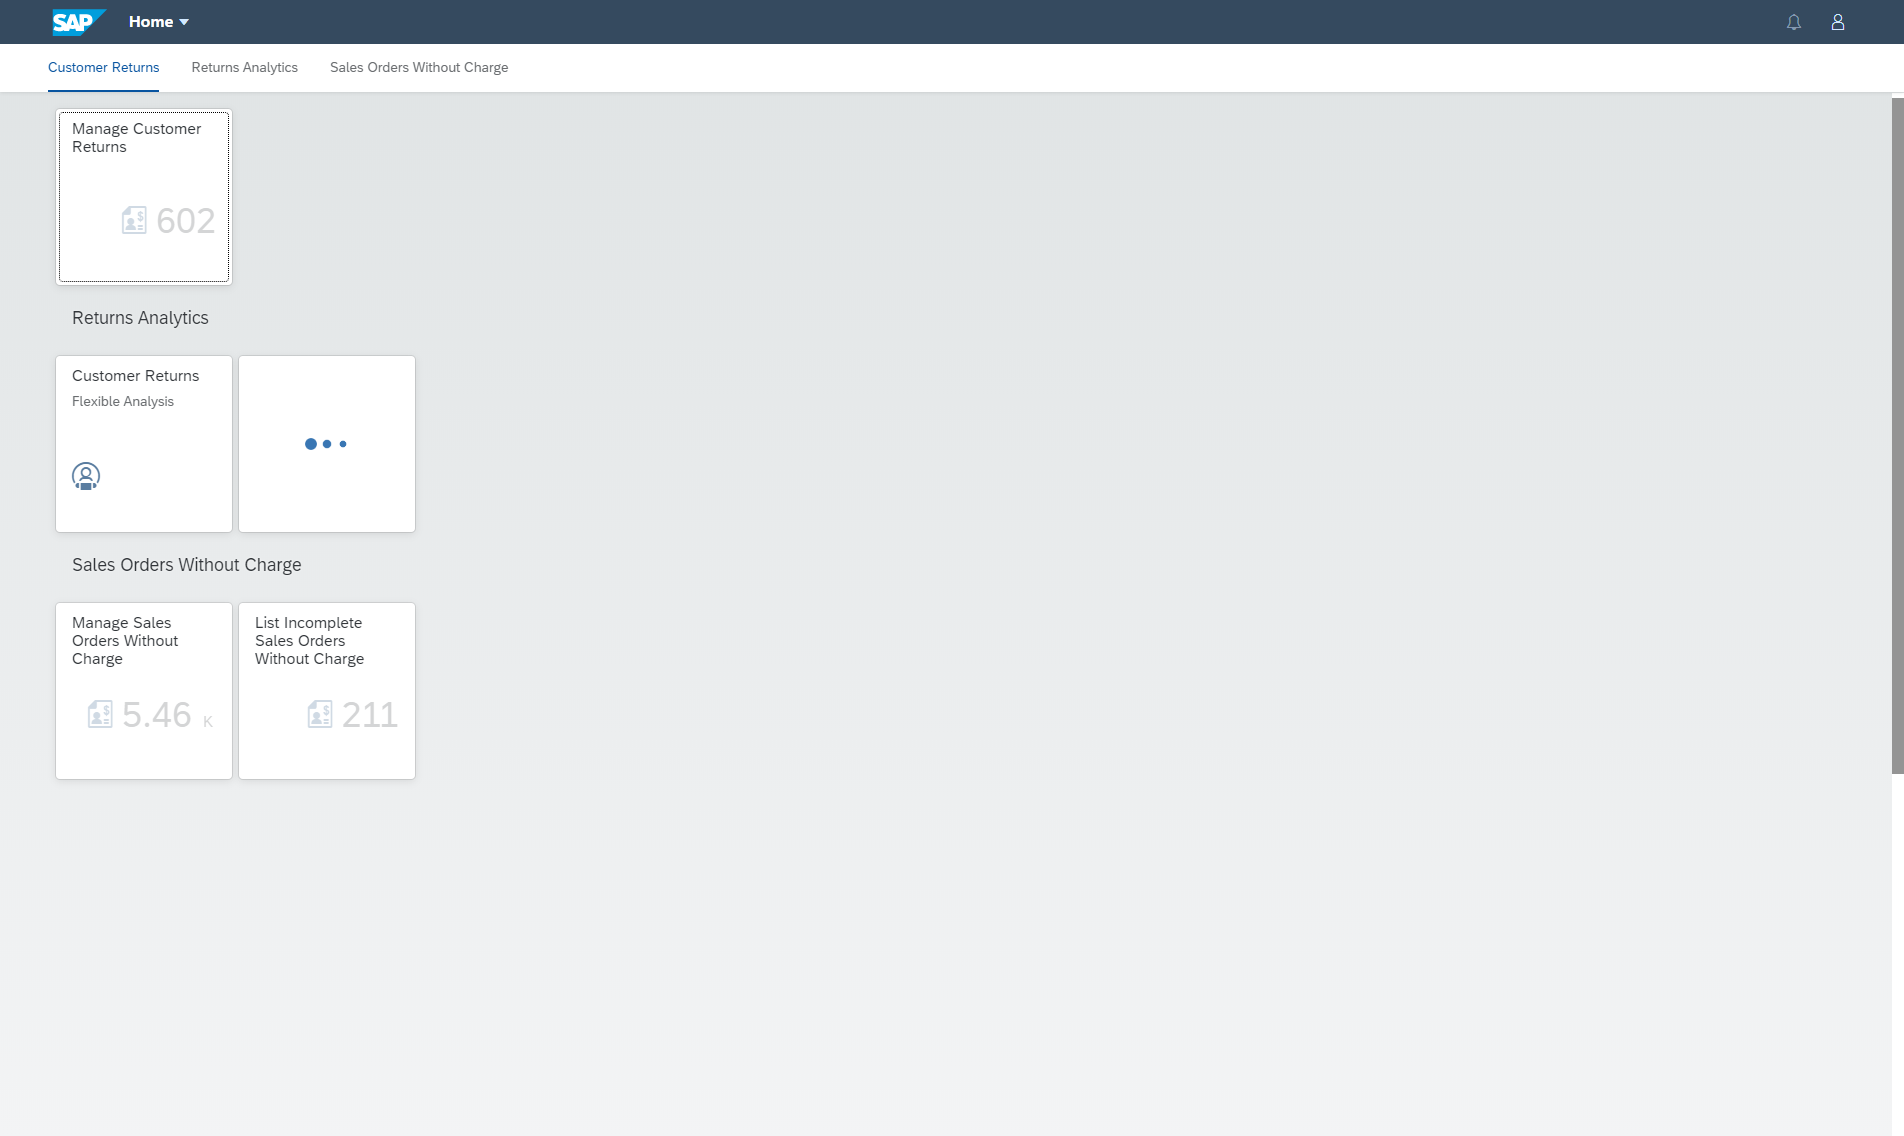 SAP Home
Customer Returns Returns Analytics Sales Orders Without Charge
Manage Customer
Returns
$ 602
Returns Analytics
Customer Returns
Flexible Analysis
Sales Orders Without Charge
Manage Sales
Orders Without
Charge
$ 5.46 K
List Incomplete
Sales Orders
Without Charge
$ 211